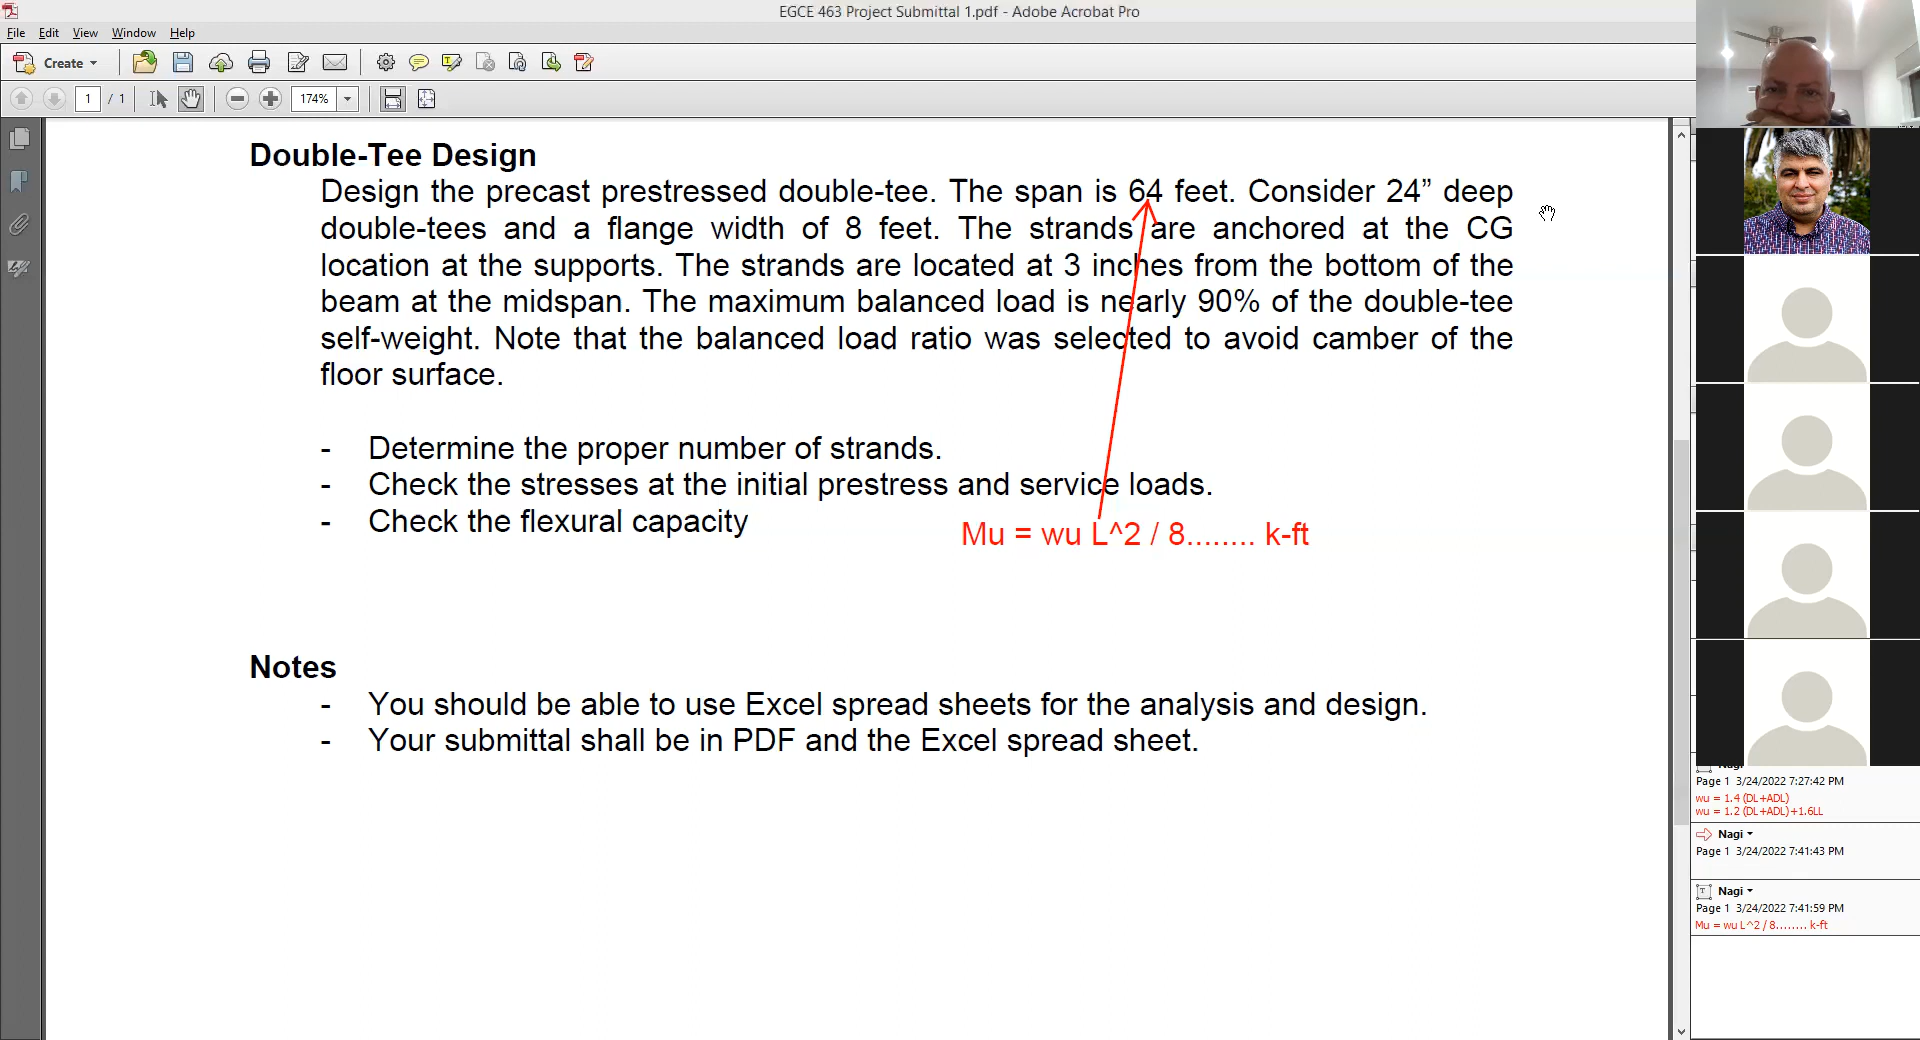 EGCE 463 Project Submittal 1.pdf - Adobe Acrobat Pro
File Edit View Window Help
Create
1 / 1 174%
Double-Tee Design
Design the precast prestressed double-tee. The span is 64 feet. Consider 24” deep
double-tees and a flange width of 8 feet. The strands are anchored at the CG
location at the supports. The strands are located at 3 inches from the bottom of the
beam at the midspan. The maximum balanced load is nearly 90% of the double-tee
self-weight. Note that the balanced load ratio was selected to avoid camber of the
floor surface.
- Determine the proper number of strands.
- Check the stresses at the initial prestress and service loads.
- Check the flexural capacity
Mu = wu L^2 / 8........ k-ft
Notes
- You should be able to use Excel spread sheets for the analysis and design.
- Your submittal shall be in PDF and the Excel spread sheet.
Nagi
Page 1 3/24/2022 7:27:42 PM
wu = 1.4 (DL+ADL)
wu = 1.2 (DL+ADL)+1.6LL
Nagi
Page 1 3/24/2022 7:41:43 PM
Nagi
Page 1 3/24/2022 7:41:59 PM
Mu = wu L^2 / 8........ k-ft